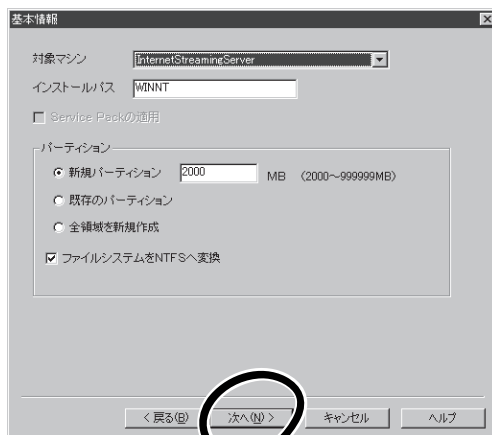 基本情報
対象マシン InternetStreamingServer
インストールパス WINNT
Service Packの適用
パーティション
新規パーティション 2000 MB (2000～999999MB)
既存のパーティション
全領域を新規作成
ファイルシステムをNTFSへ変換
< 戻る(B) 次へ(N) > キャンセル ヘルプ